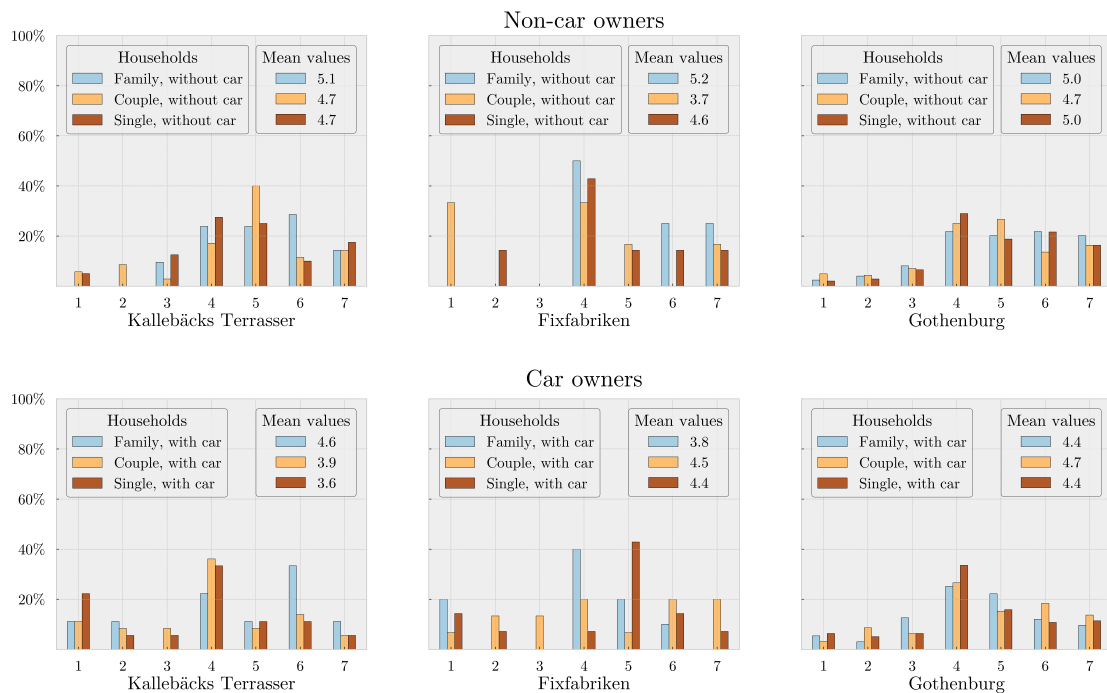 Non-car owners
100%
80%
60%
40%
20%
Households
Family, without car
Couple, without car
Single, without car
Mean values
5.1
4.7
4.7
1 2 3 4 5 6 7
Kallebäcks Terrasser
Households
Family, without car
Couple, without car
Single, without car
Mean values
5.2
3.7
4.6
1 2 3 4 5 6 7
Fixfabriken
Households
Family, without car
Couple, without car
Single, without car
Mean values
5.0
4.7
5.0
1 2 3 4 5 6 7
Gothenburg
Car owners
100%
80%
60%
40%
20%
Households
Family, with car
Couple, with car
Single, with car
Mean values
4.6
3.9
3.6
1 2 3 4 5 6 7
Kallebäcks Terrasser
Households
Family, with car
Couple, with car
Single, with car
Mean values
3.8
4.5
4.4
1 2 3 4 5 6 7
Fixfabriken
Households
Family, with car
Couple, with car
Single, with car
Mean values
4.4
4.7
4.4
1 2 3 4 5 6 7
Gothenburg